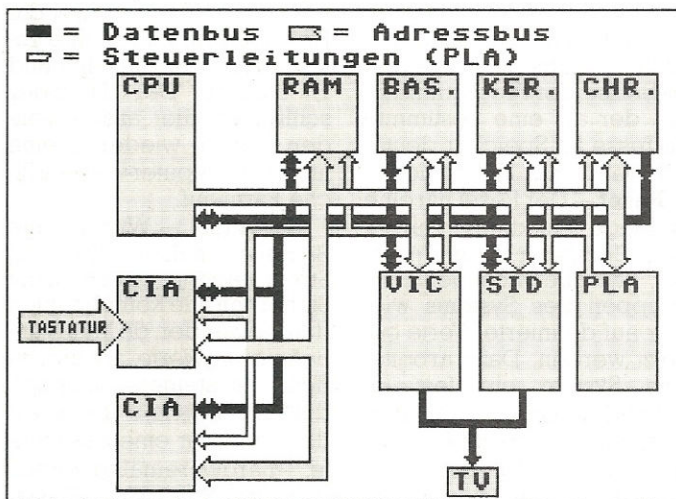 = Datenbus = Adressbus
= Steuerleitungen (PLA)
CPU RAM BAS. KER. CHR.
CIA VIC SID PLA
TASTATUR
CIA
TV